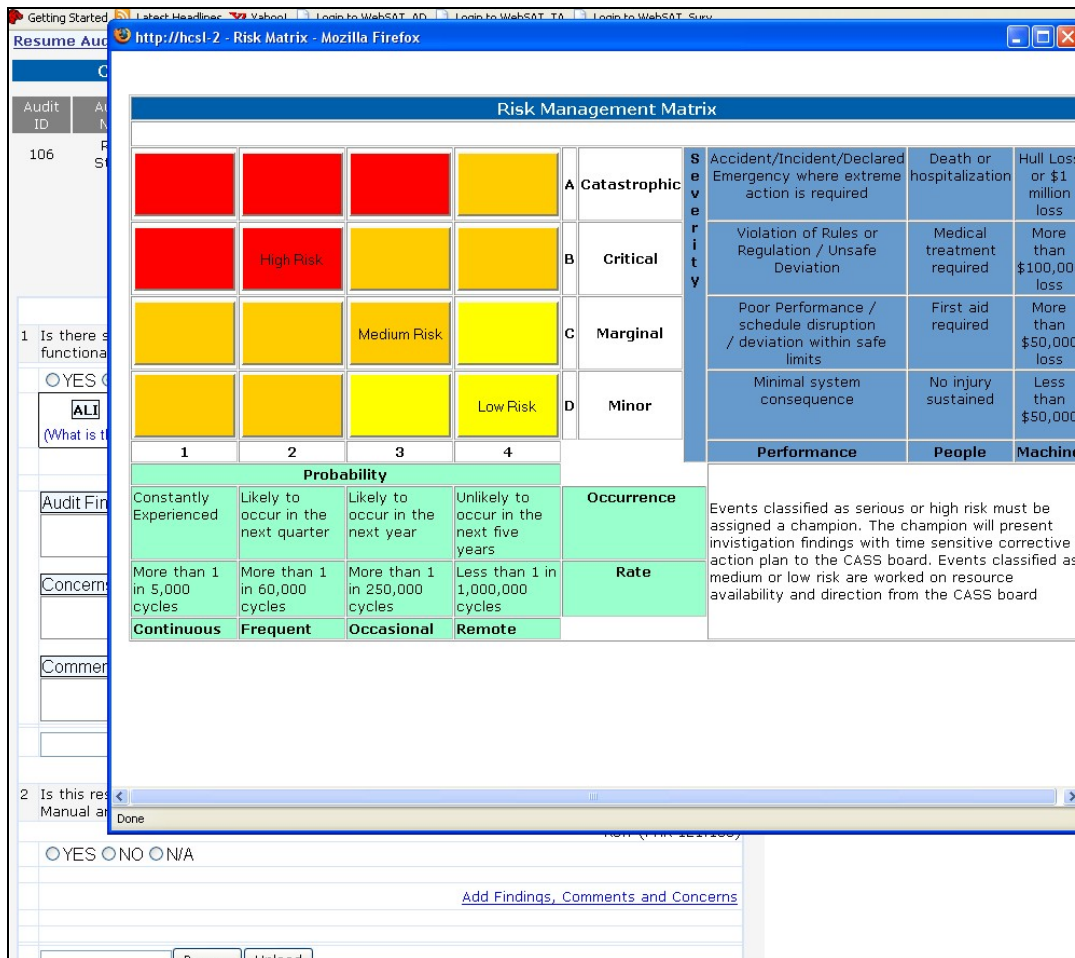 Getting Started Latest Headlines Yahoo! Login to WebSAT_AD Login to WebSAT_TA Login to WebSAT_Surv
Resume Aud
http://hcsl-2 - Risk Matrix - Mozilla Firefox
Audit ID
106
Risk Management Matrix
A Catastrophic
Severity
Accident/Incident/Declared
Emergency where extreme
action is required
Death or
hospitalization
Hull Loss
or $1
million
loss
High Risk
B Critical
Violation of Rules or
Regulation / Unsafe
Deviation
Medical
treatment
required
More
than
$100,00
loss
Medium Risk
C Marginal
Poor Performance /
schedule disruption
/ deviation within safe
limits
First aid
required
More
than
$50,000
loss
Low Risk
D Minor
Minimal system
consequence
No injury
sustained
Less
than
$50,000
1 2 3 4
Performance People Machine
Probability
Constantly
Experienced
Likely to
occur in the
next quarter
Likely to
occur in the
next year
Unlikely to
occur in the
next five
years
Occurrence
More than 1
in 5,000
cycles
More than 1
in 60,000
cycles
More than 1
in 250,000
cycles
Less than 1 in
1,000,000
cycles
Rate
Continuous Frequent Occasional Remote
Events classified as serious or high risk must be
assigned a champion. The champion will present
invistigation findings with time sensitive corrective
action plan to the CASS board. Events classified as
medium or low risk are worked on resource
availability and direction from the CASS board
1 Is there s
functiona
YES
ALI
(What is th
Audit Fin
Concerns
Commen
2 Is this res
Manual an
Done
YES NO N/A
Add Findings, Comments and Concerns